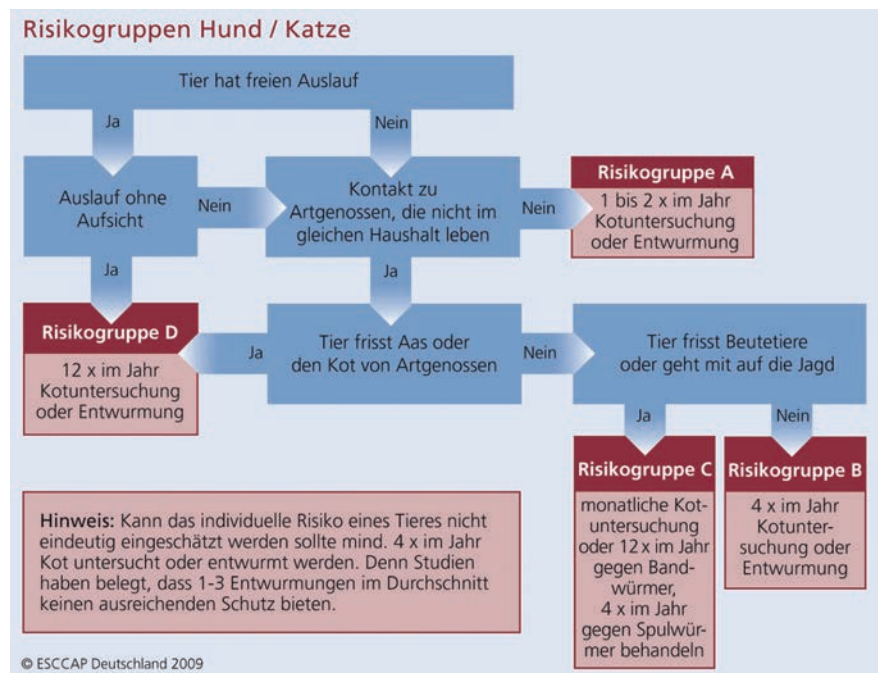 Risikogruppen Hund / Katze
Tier hat freien Auslauf
Ja
Nein
Auslauf ohne
Aufsicht
Nein
Kontakt zu
Artgenossen, die nicht im
gleichen Haushalt leben
Nein
Risikogruppe A
1 bis 2 x im Jahr
Kotuntersuchung
oder Entwurmung
Ja
Ja
Risikogruppe D
12 x im Jahr
Kotuntersuchung
oder Entwurmung
Ja
Tier frisst Aas oder
den Kot von Artgenossen
Nein
Tier frisst Beutetiere
oder geht mit auf die Jagd
Ja
Nein
Risikogruppe C
monatliche Kot-
untersuchung
oder 12 x im Jahr
gegen Band-
würmer,
4 x im Jahr
gegen Spulwür-
mer behandeln
Risikogruppe B
4 x im Jahr
Kotunter-
suchung oder
Entwurmung
Hinweis: Kann das individuelle Risiko eines Tieres nicht
eindeutig eingeschätzt werden sollte mind. 4 x im Jahr
Kot untersucht oder entwurmt werden. Denn Studien
haben belegt, dass 1-3 Entwurmungen im Durchschnitt
keinen ausreichenden Schutz bieten.
© ESCCAP Deutschland 2009